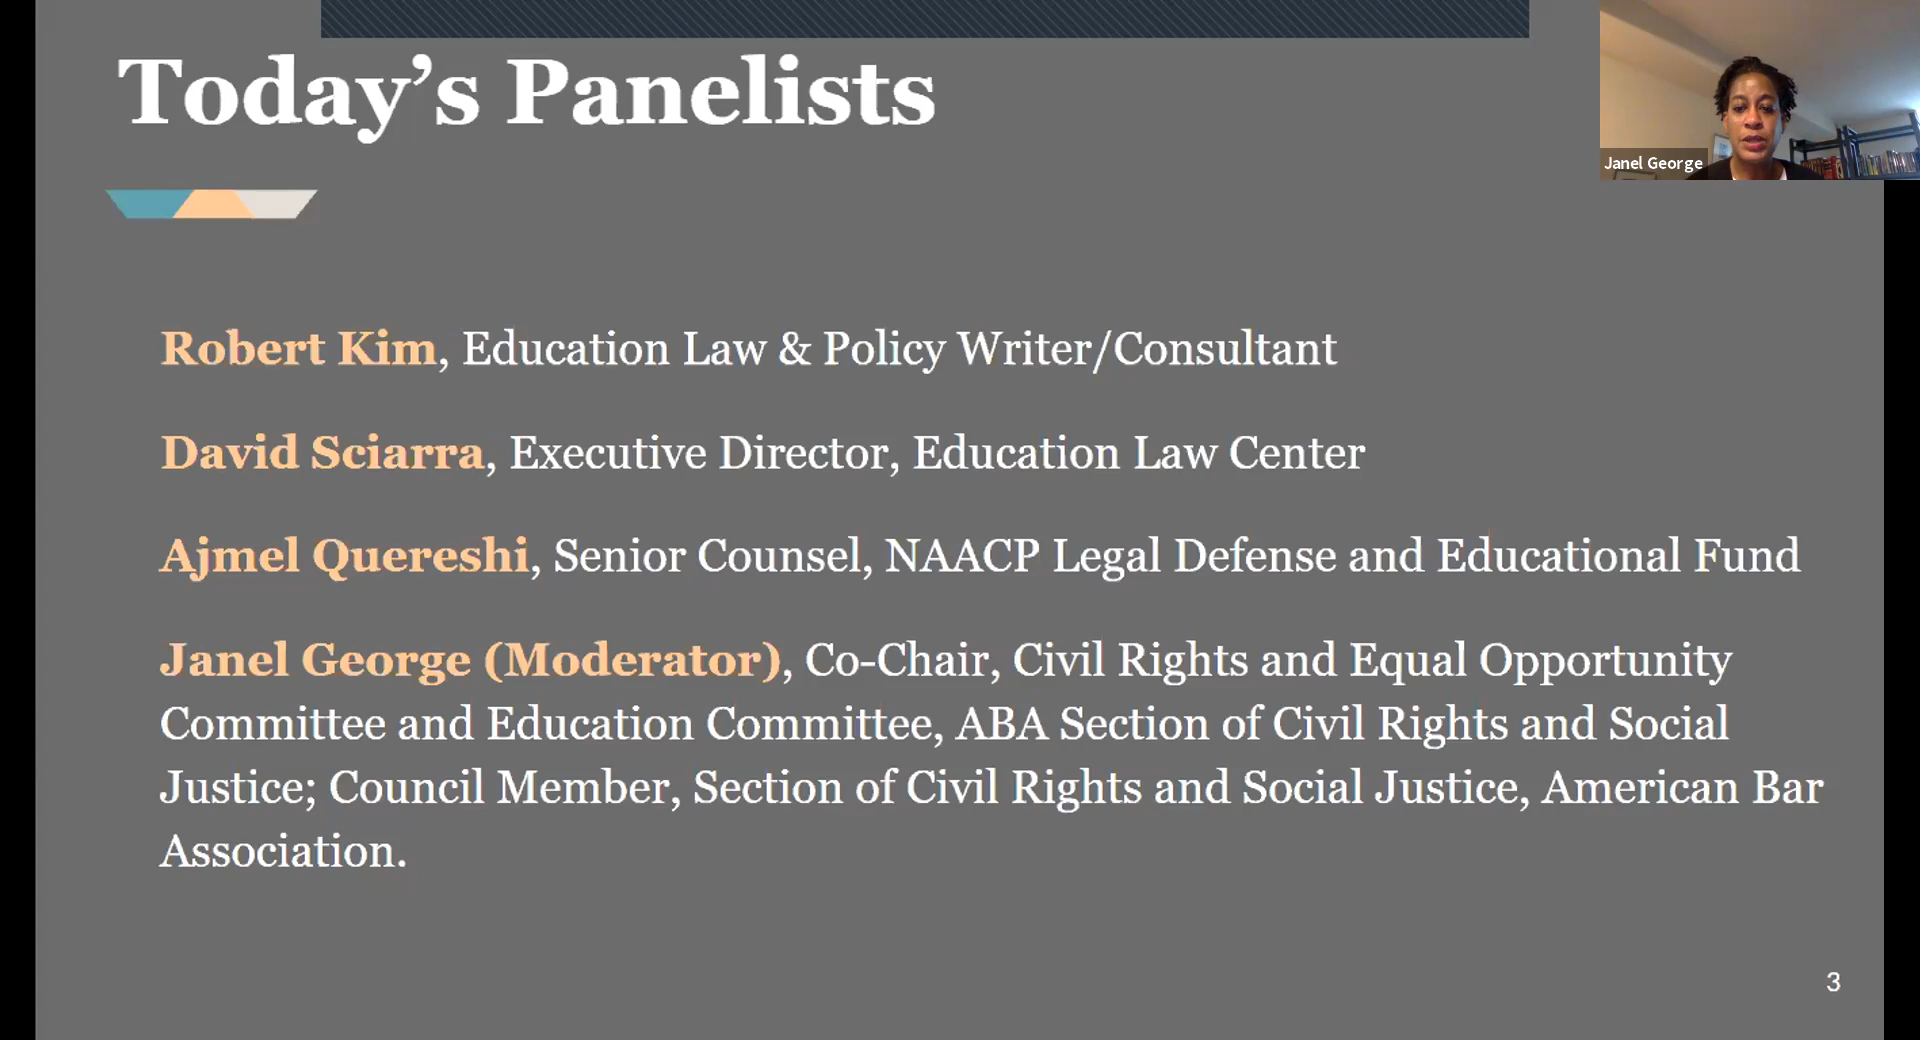 Today’s Panelists
Janel George
Robert Kim, Education Law & Policy Writer/Consultant
David Sciarra, Executive Director, Education Law Center
Ajmel Quereshi, Senior Counsel, NAACP Legal Defense and Educational Fund
Janel George (Moderator), Co-Chair, Civil Rights and Equal Opportunity
Committee and Education Committee, ABA Section of Civil Rights and Social
Justice; Council Member, Section of Civil Rights and Social Justice, American Bar
Association.
3